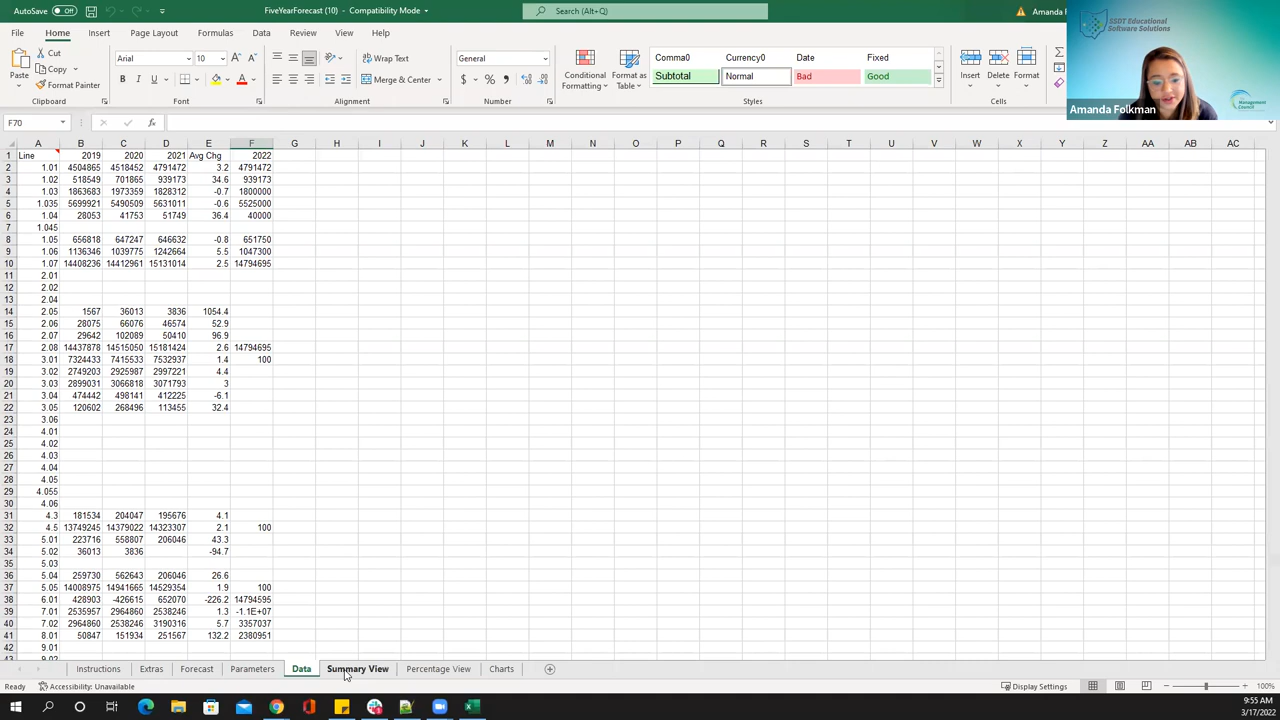 AutoSave Off FiveYearForecast (10) - Compatibility Mode Search (Alt+Q) Amanda F
SSDT Educational
Software Solutions
File Home Insert Page Layout Formulas Data Review View Help
Cut
Copy
Format Painter
Paste
Arial 10
B I U
Wrap Text
Merge & Center
General
$ % ,
Conditional
Formatting
Format as
Table
Comma0 Currency0 Date Fixed
Subtotal Normal Bad Good
Insert Delete Format
Clipboard Font Alignment Number Styles Cells
Management
Council
Amanda Folkman
F70 fx
A B C D E F G H I J K L M N O P Q R S T U V W X Y Z AA AB AC
1 Line 2019 2020 2021 Avg Chg 2022
2 1.01 4504865 4518452 4791472 3.2 4791472
3 1.02 518549 701865 939173 34.6 939173
4 1.03 1863683 1973359 1828312 -0.7 1800000
5 1.035 5699921 5490509 5631011 -0.6 5525000
6 1.04 28053 41753 51749 36.4 40000
7 1.045
8 1.05 656818 647247 646632 -0.8 651750
9 1.06 1136346 1039775 1242664 5.5 1047300
10 1.07 14408236 14412961 15131014 2.5 14794695
11 2.01
12 2.02
13 2.04
14 2.05 1567 36013 3836 1054.4
15 2.06 28075 66076 46574 52.9
16 2.07 29642 102089 50410 96.9
17 2.08 14437878 14515050 15181424 2.6 14794695
18 3.01 7324433 7415533 7532937 1.4 100
19 3.02 2749203 2925987 2997221 4.4
20 3.03 2899031 3066818 3071793 3
21 3.04 474442 498141 412225 -6.1
22 3.05 120602 268496 113455 32.4
23 3.06
24 4.01
25 4.02
26 4.03
27 4.04
28 4.05
29 4.055
30 4.06
31 4.3 181534 204047 195676 4.1
32 4.5 13749245 14379022 14323307 2.1 100
33 5.01 223716 558807 206046 43.3
34 5.02 36013 3836 -94.7
35 5.03
36 5.04 259730 562643 206046 26.6
37 5.05 14008975 14941665 14529354 1.9 100
38 6.01 428903 -426615 652070 -226.2 14794595
39 7.01 2535957 2964860 2538246 1.3 -1.1E+07
40 7.02 2964860 2538246 3190316 5.7 3357037
41 8.01 50847 151934 251567 132.2 2380951
42 9.01
43 9.02
Instructions Extras Forecast Parameters Data Summary View Percentage View Charts
Ready Accessibility: Unavailable Display Settings 100%
9:55 AM
3/17/2022